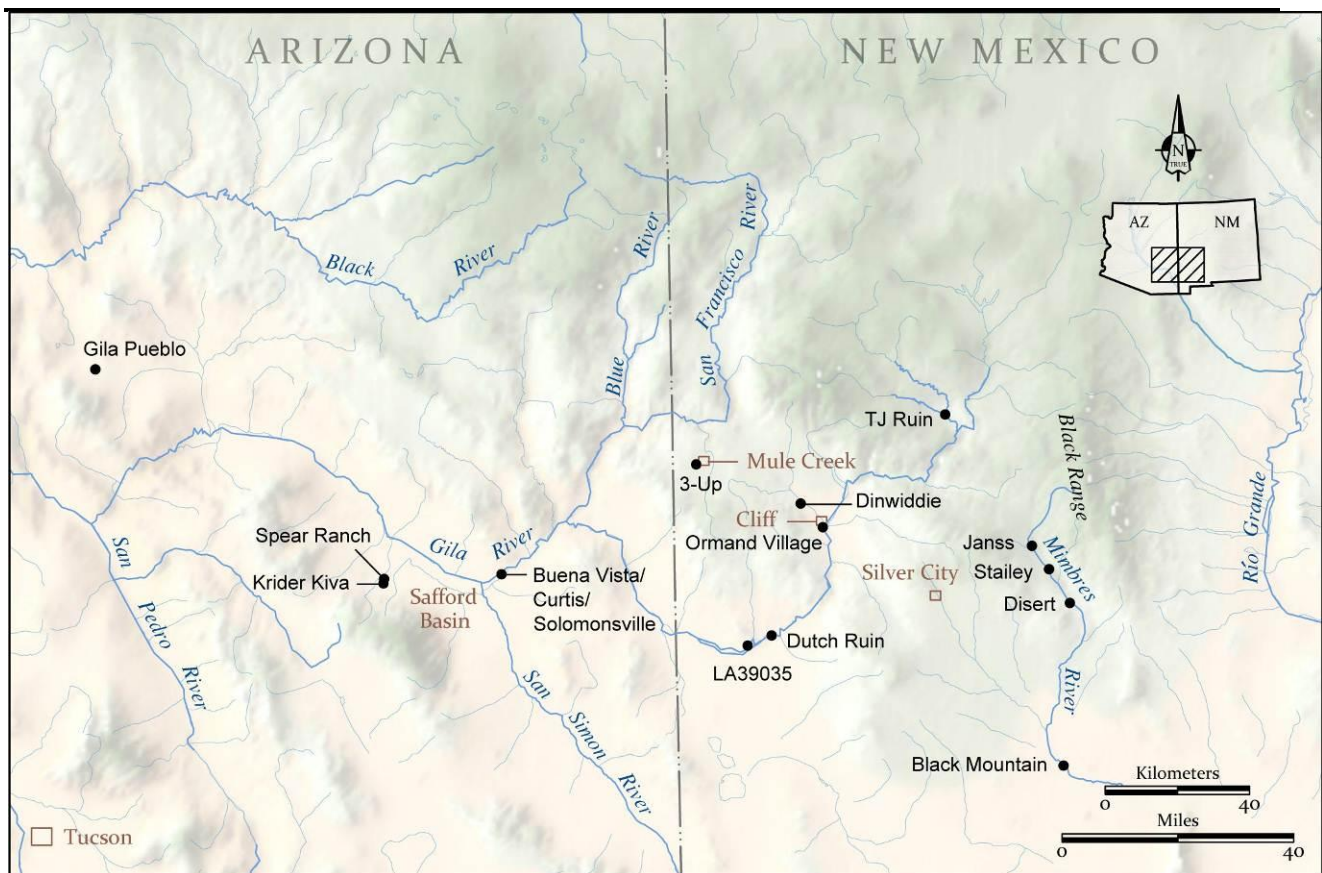 ARIZONA
NEW MEXICO
N
TRUE
AZ
NM
Black River
Blue River
San Francisco River
Gila Pueblo
TJ Ruin
Black Range
Mule Creek
3-Up
Dinwiddie
Cliff
Ormand Village
Río Grande
Spear Ranch
Krider Kiva
Gila River
Safford
Basin
Buena Vista/
Curtis/
Solomonsville
Janss
Stailey
Disert
Mimbres River
Silver City
San Pedro River
San Simon River
Dutch Ruin
LA39035
Black Mountain
Kilometers
0 40
Miles
0 40
Tucson